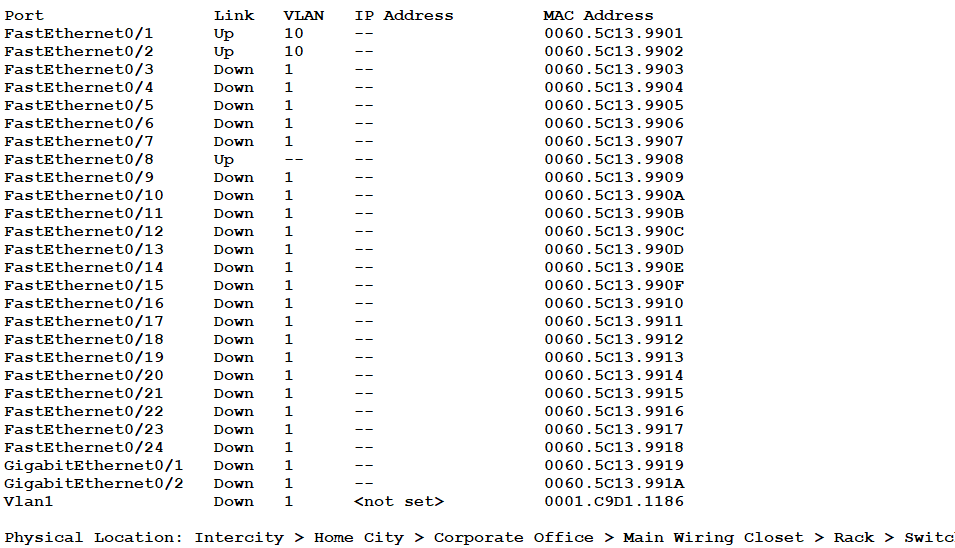 Port Link VLAN IP Address MAC Address
FastEthernet0/1 Up 10 -- 0060.5C13.9901
FastEthernet0/2 Up 10 -- 0060.5C13.9902
FastEthernet0/3 Down 1 -- 0060.5C13.9903
FastEthernet0/4 Down 1 -- 0060.5C13.9904
FastEthernet0/5 Down 1 -- 0060.5C13.9905
FastEthernet0/6 Down 1 -- 0060.5C13.9906
FastEthernet0/7 Down 1 -- 0060.5C13.9907
FastEthernet0/8 Up -- -- 0060.5C13.9908
FastEthernet0/9 Down 1 -- 0060.5C13.9909
FastEthernet0/10 Down 1 -- 0060.5C13.990A
FastEthernet0/11 Down 1 -- 0060.5C13.990B
FastEthernet0/12 Down 1 -- 0060.5C13.990C
FastEthernet0/13 Down 1 -- 0060.5C13.990D
FastEthernet0/14 Down 1 -- 0060.5C13.990E
FastEthernet0/15 Down 1 -- 0060.5C13.990F
FastEthernet0/16 Down 1 -- 0060.5C13.9910
FastEthernet0/17 Down 1 -- 0060.5C13.9911
FastEthernet0/18 Down 1 -- 0060.5C13.9912
FastEthernet0/19 Down 1 -- 0060.5C13.9913
FastEthernet0/20 Down 1 -- 0060.5C13.9914
FastEthernet0/21 Down 1 -- 0060.5C13.9915
FastEthernet0/22 Down 1 -- 0060.5C13.9916
FastEthernet0/23 Down 1 -- 0060.5C13.9917
FastEthernet0/24 Down 1 -- 0060.5C13.9918
GigabitEthernet0/1 Down 1 -- 0060.5C13.9919
GigabitEthernet0/2 Down 1 -- 0060.5C13.991A
Vlan1 Down 1 <not set> 0001.C9D1.1186
Physical Location: Intercity > Home City > Corporate Office > Main Wiring Closet > Rack >